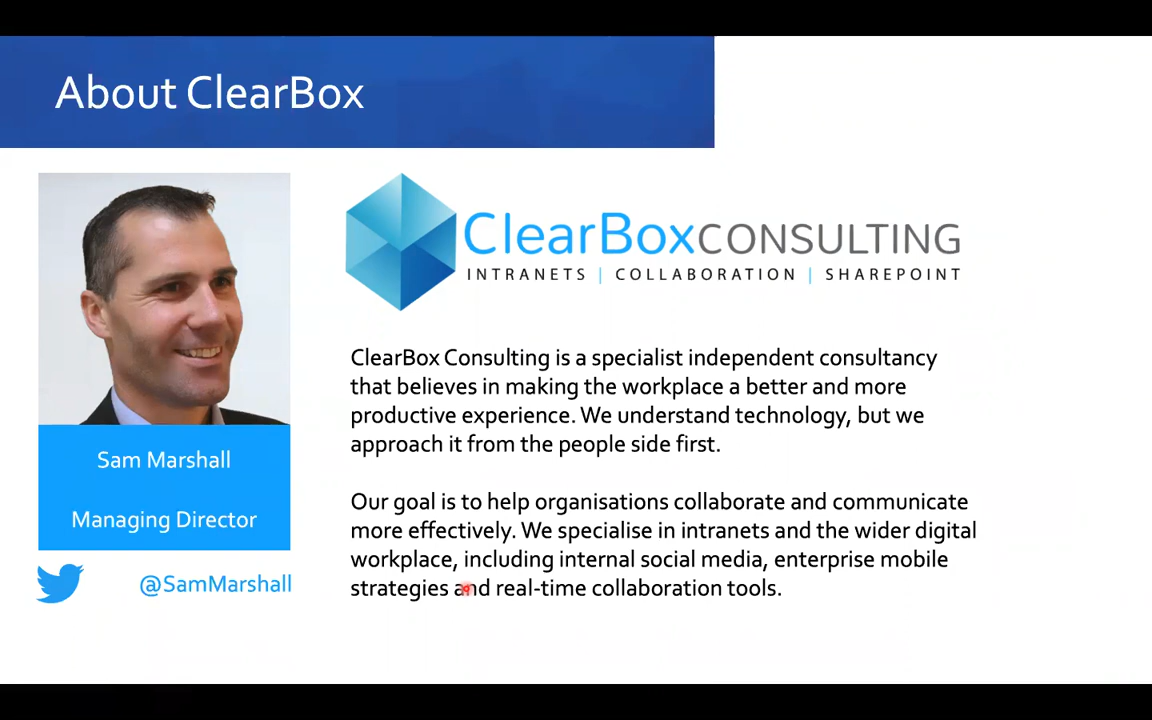 About ClearBox
ClearBoxCONSULTING
INTRANETS | COLLABORATION | SHAREPOINT
ClearBox Consulting is a specialist independent consultancy
that believes in making the workplace a better and more
productive experience. We understand technology, but we
approach it from the people side first.
Our goal is to help organisations collaborate and communicate
more effectively. We specialise in intranets and the wider digital
workplace, including internal social media, enterprise mobile
strategies and real-time collaboration tools.
Sam Marshall
Managing Director
@SamMarshall